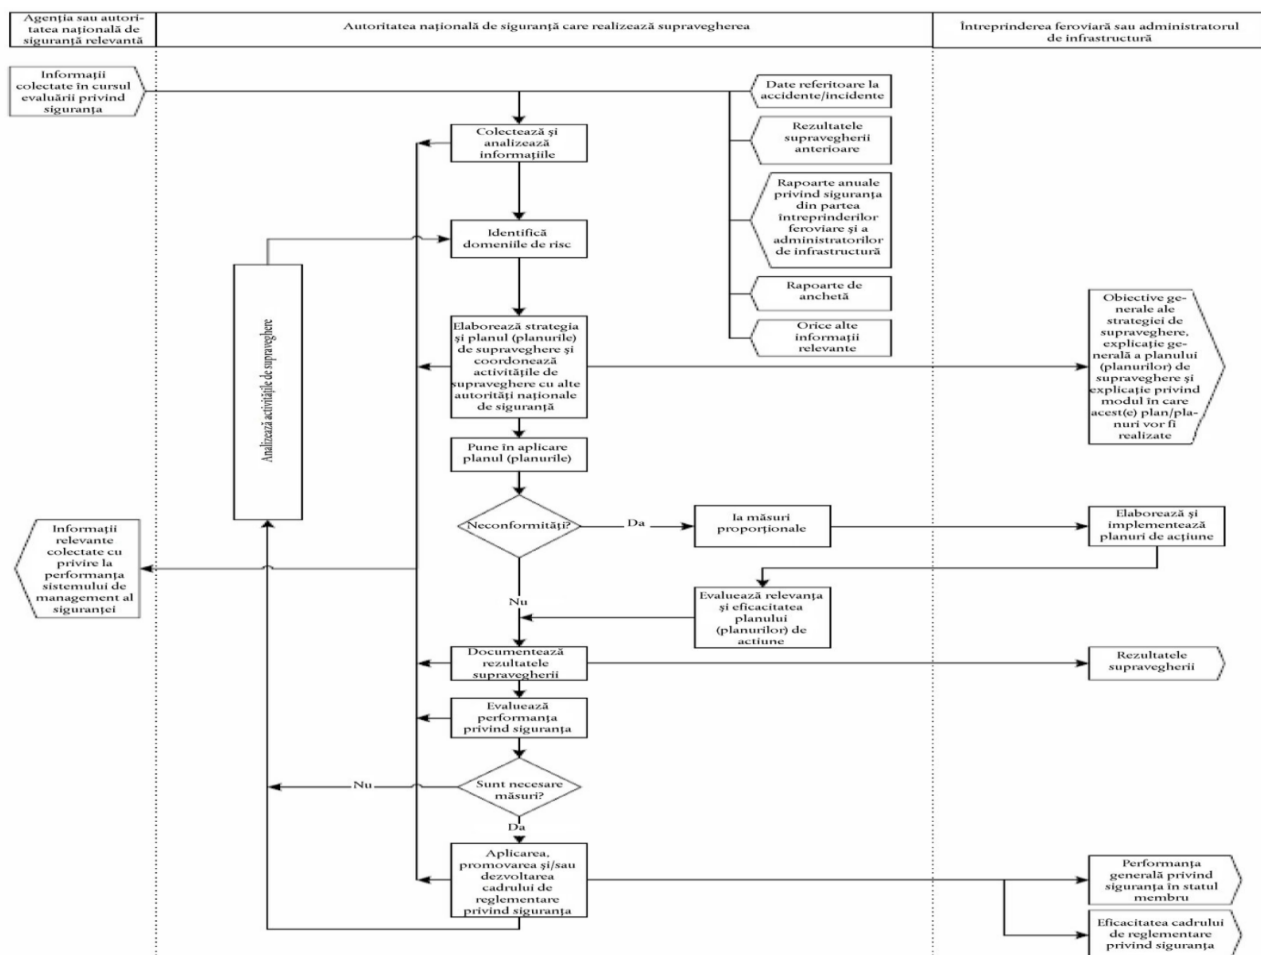 Agenția sau autori-
tatea națională de
siguranță relevantă
Autoritatea națională de siguranță care realizează supravegherea
Întreprinderea feroviară sau administratorul
de infrastructură
Informații
colectate în cursul
evaluării privind
siguranța
Date referitoare la
accidente/incidente
Colectează și
analizează
informațiile
Rezultatele
supravegherii
anterioare
Rapoarte anuale
privind siguranța
din partea
întreprinderilor
feroviare și a
administratorilor
de infrastructură
Identifică
domeniile de risc
Rapoarte de
anchetă
Orice alte
informații
relevante
Elaborează strategia
și planul (planurile)
de supraveghere și
coordonează
activitățile de
supraveghere cu alte
autorități naționale
de siguranță
Obiective ge-
nerale ale
strategiei de
supraveghere,
explicație ge-
nerală a planului
(planurilor) de
supraveghere și
explicație privind
modul în care
acest(e) plan/pla-
nuri vor fi
realizate
Analizează activitățile de supraveghere
Pune în aplicare
planul (planurile)
Neconformități?
Da
Ia măsuri
proporționale
Elaborează și
implementează
planuri de acțiune
Informații
relevante
colectate cu
privire la
performanța
sistemului de
management al
siguranței
Nu
Evaluează relevanța
și eficacitatea
planului
(planurilor) de
actiune
Documentează
rezultatele
supravegherii
Rezultatele
supravegherii
Evaluează
performanța
privind siguranța
Sunt necesare
măsuri?
Nu
Da
Aplicarea,
promovarea și/sau
dezvoltarea
cadrului de
reglementare
privind siguranța
Performanța
generală privind
siguranța în statul
membru
Eficacitatea cadrului
de reglementare
privind siguranța